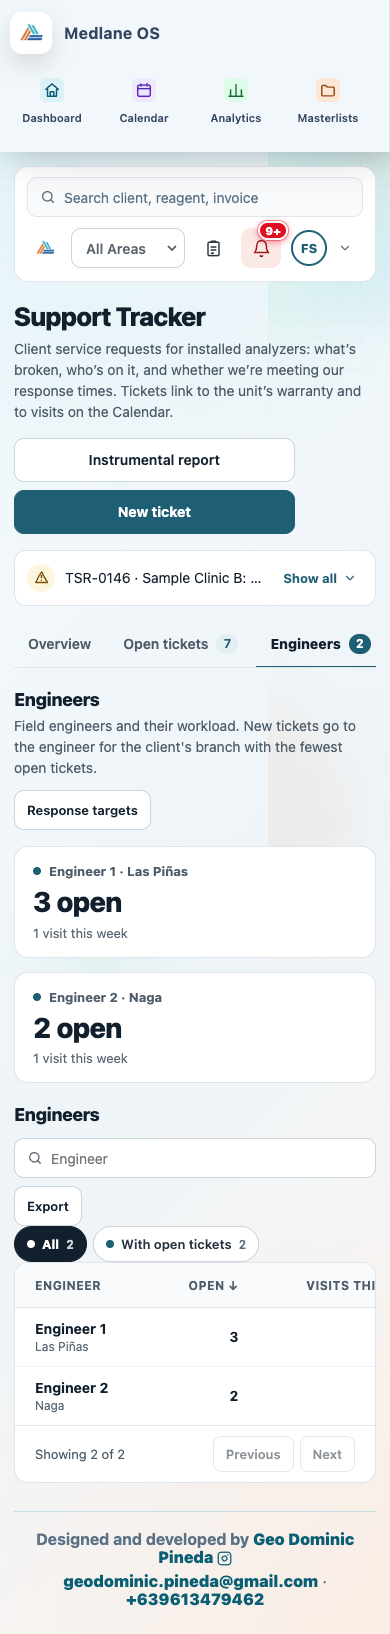 Medlane OS
Dashboard
Calendar
Analytics
Masterlists
Search client, reagent, invoice
All Areas
9+
FS
Support Tracker
Client service requests for installed analyzers: what's
broken, who's on it, and whether we're meeting our
response times. Tickets link to the unit's warranty and
to visits on the Calendar.
Instrumental report
New ticket
TSR-0146 · Sample Clinic B: ...
Show all
Overview
Open tickets 7
Engineers 2
Engineers
Field engineers and their workload. New tickets go to
the engineer for the client's branch with the fewest
open tickets.
Response targets
Engineer 1 · Las Piñas
3 open
1 visit this week
Engineer 2 · Naga
2 open
1 visit this week
Engineers
Engineer
Export
All 2
With open tickets 2
ENGINEER OPEN ↓ VISITS THI
Engineer 1 3
Las Piñas
Engineer 2 2
Naga
Showing 2 of 2
Previous
Next
Designed and developed by Geo Dominic
Pineda
geodominic.pineda@gmail.com ·
+639613479462